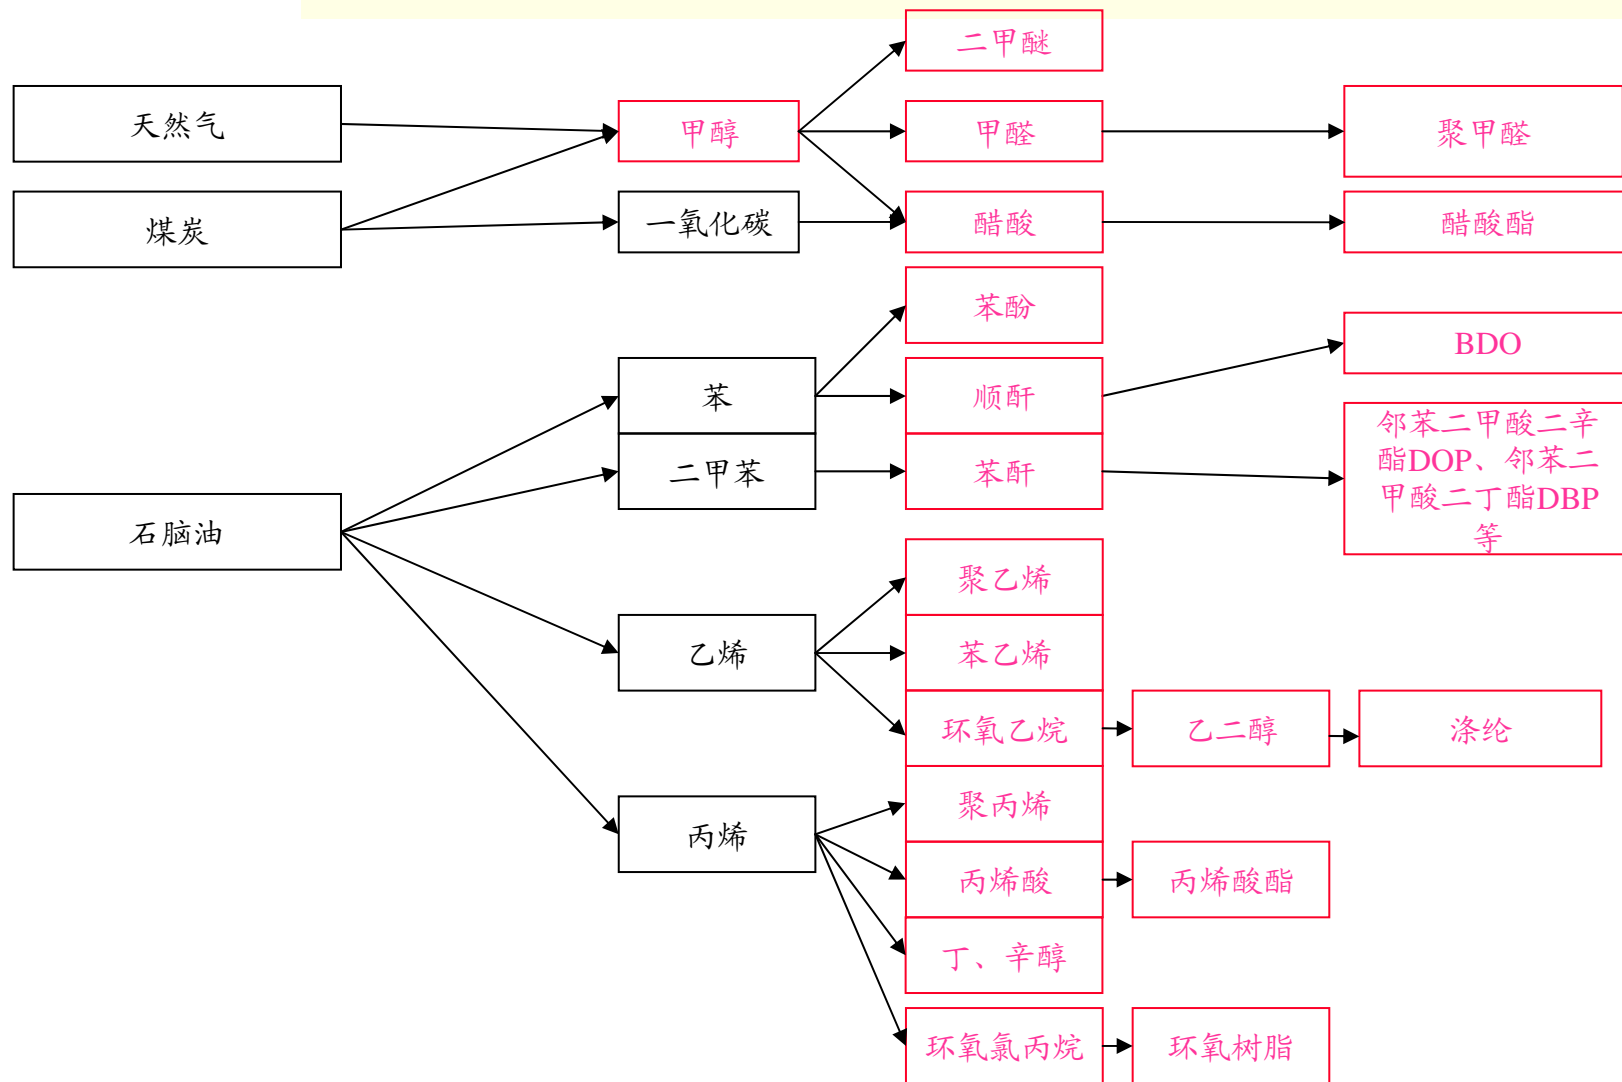 二甲醚
天然气
甲醇
甲醛
聚甲醛
煤炭
一氧化碳
醋酸
醋酸酯
苯酚
BDO
苯
顺酐
二甲苯
苯酐
邻苯二甲酸二辛
酯DOP、邻苯二
甲酸二丁酯DBP
等
石脑油
聚乙烯
乙烯
苯乙烯
环氧乙烷
乙二醇
涤纶
聚丙烯
丙烯
丙烯酸
丙烯酸酯
丁、辛醇
环氧氯丙烷
环氧树脂